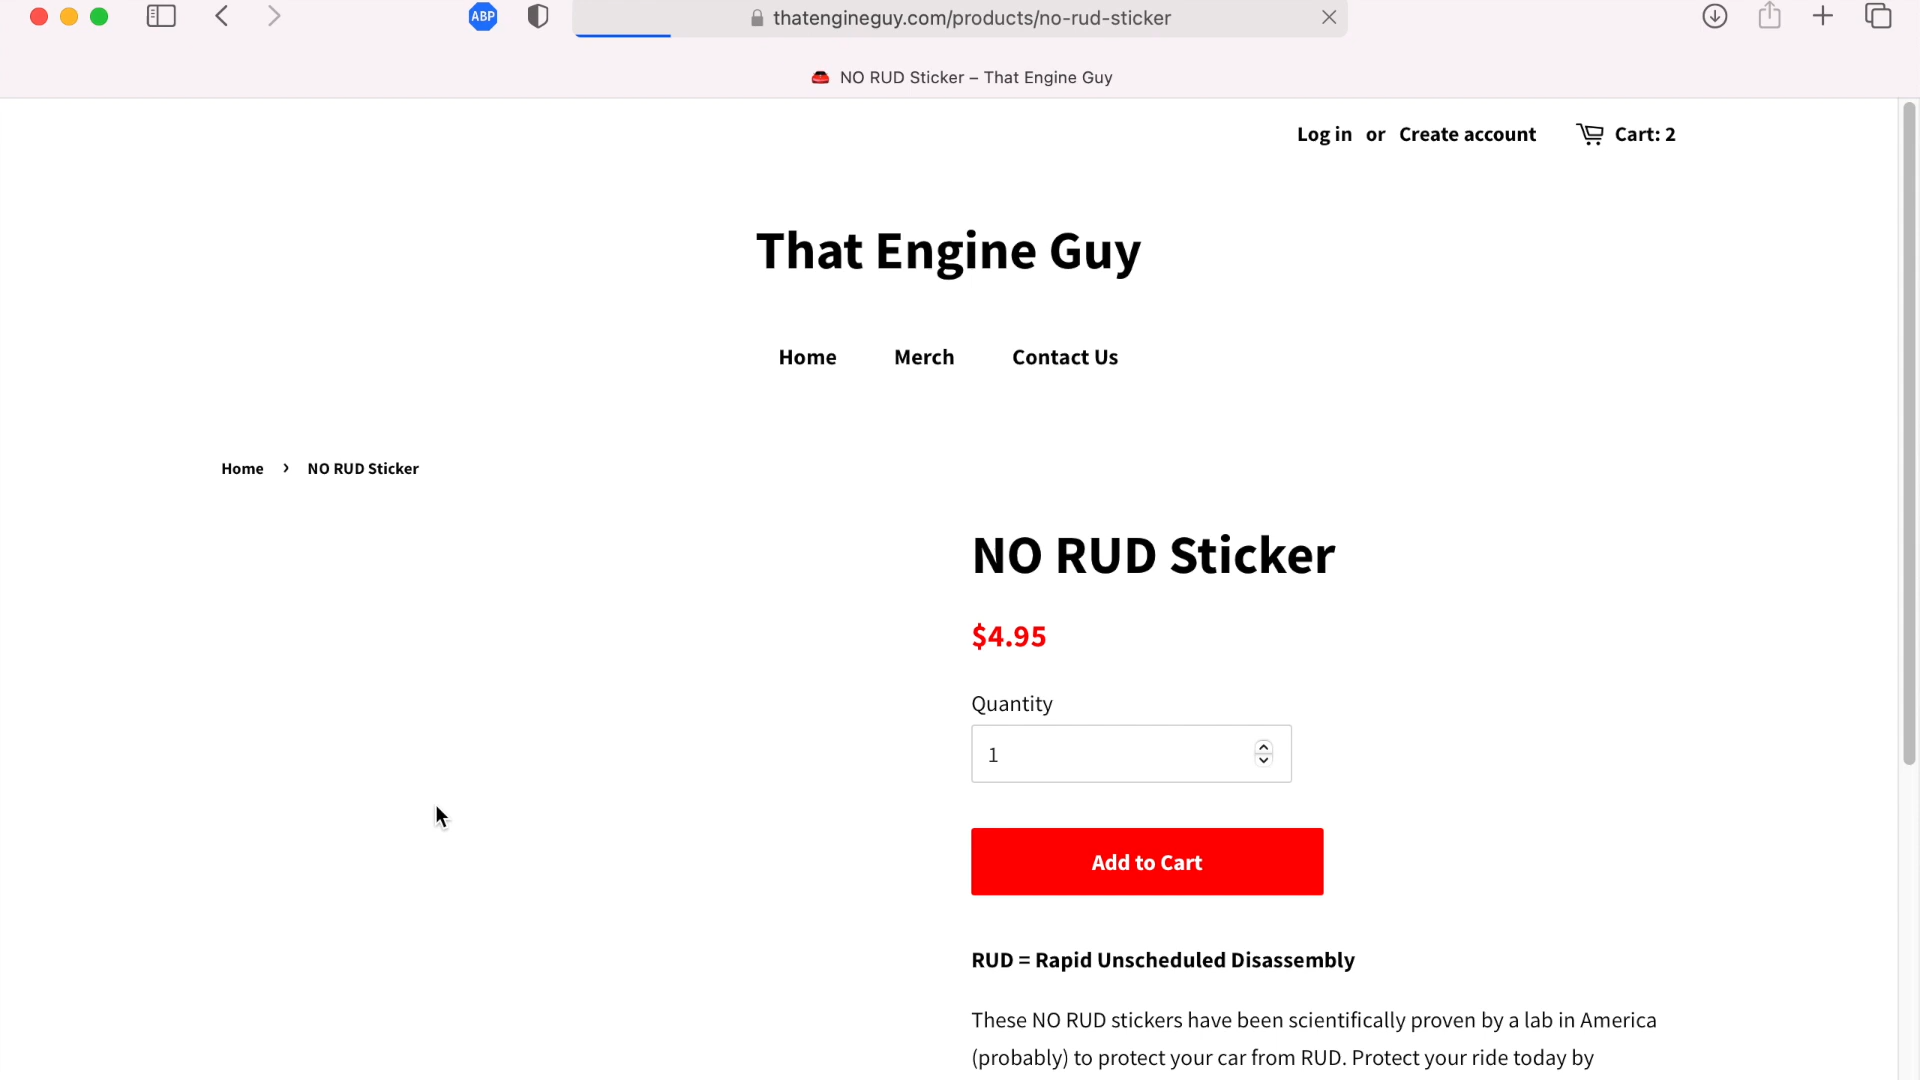 ABP
thatengineguy.com/products/no-rud-sticker
NO RUD Sticker – That Engine Guy
Log in or Create account Cart: 2
That Engine Guy
Home Merch Contact Us
Home › NO RUD Sticker
NO RUD Sticker
$4.95
Quantity
1
Add to Cart
RUD = Rapid Unscheduled Disassembly
These NO RUD stickers have been scientifically proven by a lab in America
(probably) to protect your car from RUD. Protect your ride today by